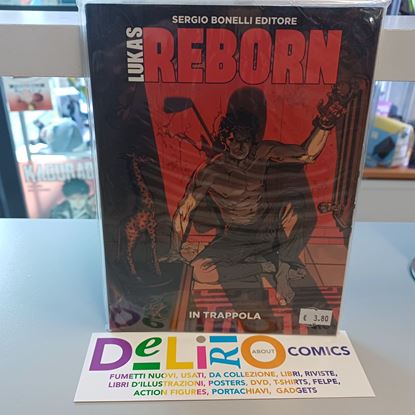 SERGIO BONELLI EDITORE
LUKAS
REBORN
IN TRAPPOLA
€ 3.80
DeLiRiO ABOUT COMICS
FUMETTI NUOVI, USATI, DA COLLEZIONE, LIBRI, RIVISTE,
LIBRI D'ILLUSTRAZIONI, POSTERS, DVD, T-SHIRTS, FELPE,
ACTION FIGURES, PORTACHIAVI, GADGETS